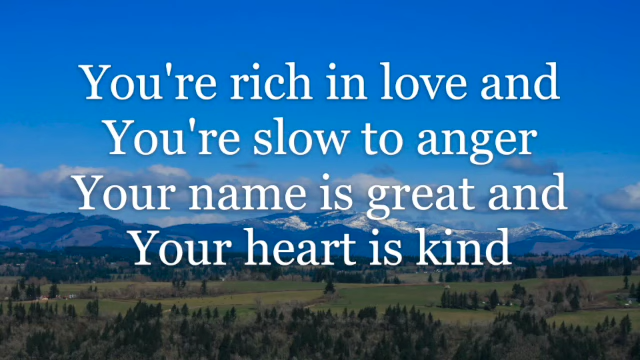 You're rich in love and
You're slow to anger
Your name is great and
Your heart is kind